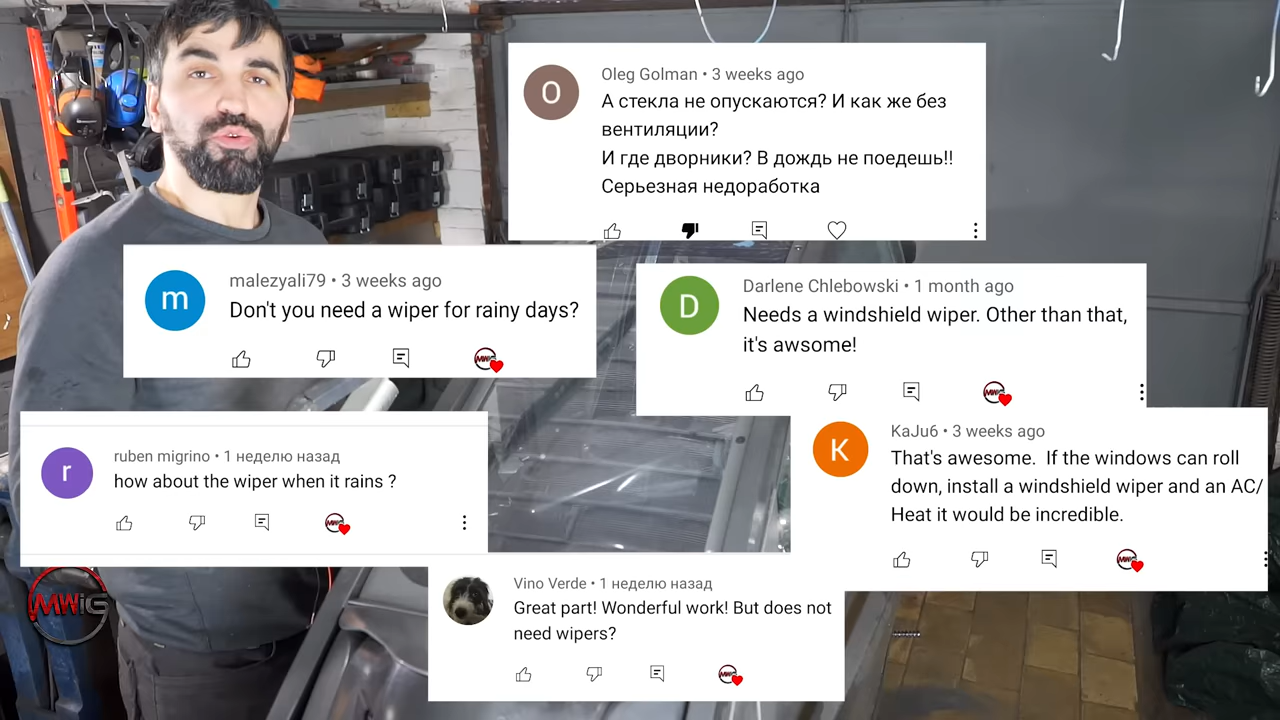 Oleg Golman • 3 weeks ago
А стекла не опускаются? И как же без
вентиляции?
И где дворники? В дождь не поедешь!!
Серьезная недоработка
malezyali79 • 3 weeks ago
Don't you need a wiper for rainy days?
Darlene Chlebowski • 1 month ago
Needs a windshield wiper. Other than that,
it's awsome!
ruben migrino • 1 неделю назад
how about the wiper when it rains ?
KaJu6 • 3 weeks ago
That's awesome.  If the windows can roll
down, install a windshield wiper and an AC/
Heat it would be incredible.
Vino Verde • 1 неделю назад
Great part! Wonderful work! But does not
need wipers?
O
m
D
r
K
MWiG